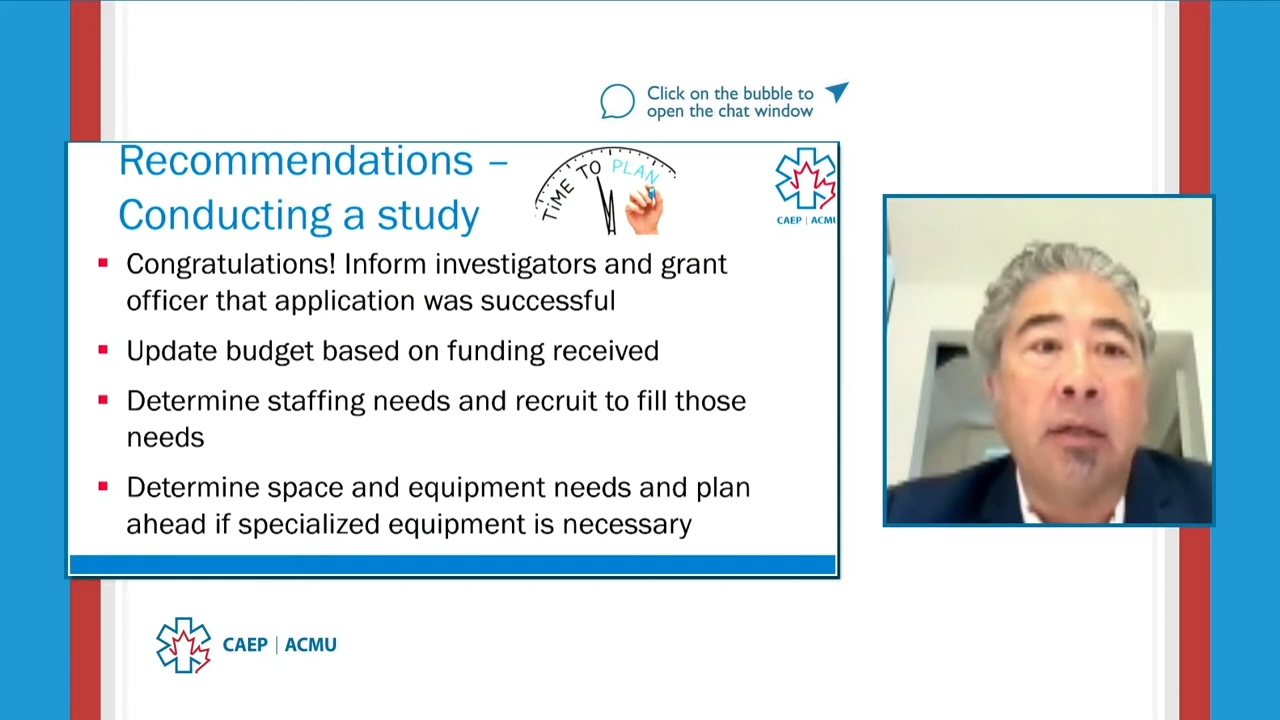 Click on the bubble to
open the chat window
Recommendations –
Conducting a study
TIME TO PLAN
CAEP | ACMU
Congratulations! Inform investigators and grant
officer that application was successful
Update budget based on funding received
Determine staffing needs and recruit to fill those
needs
Determine space and equipment needs and plan
ahead if specialized equipment is necessary
CAEP | ACMU